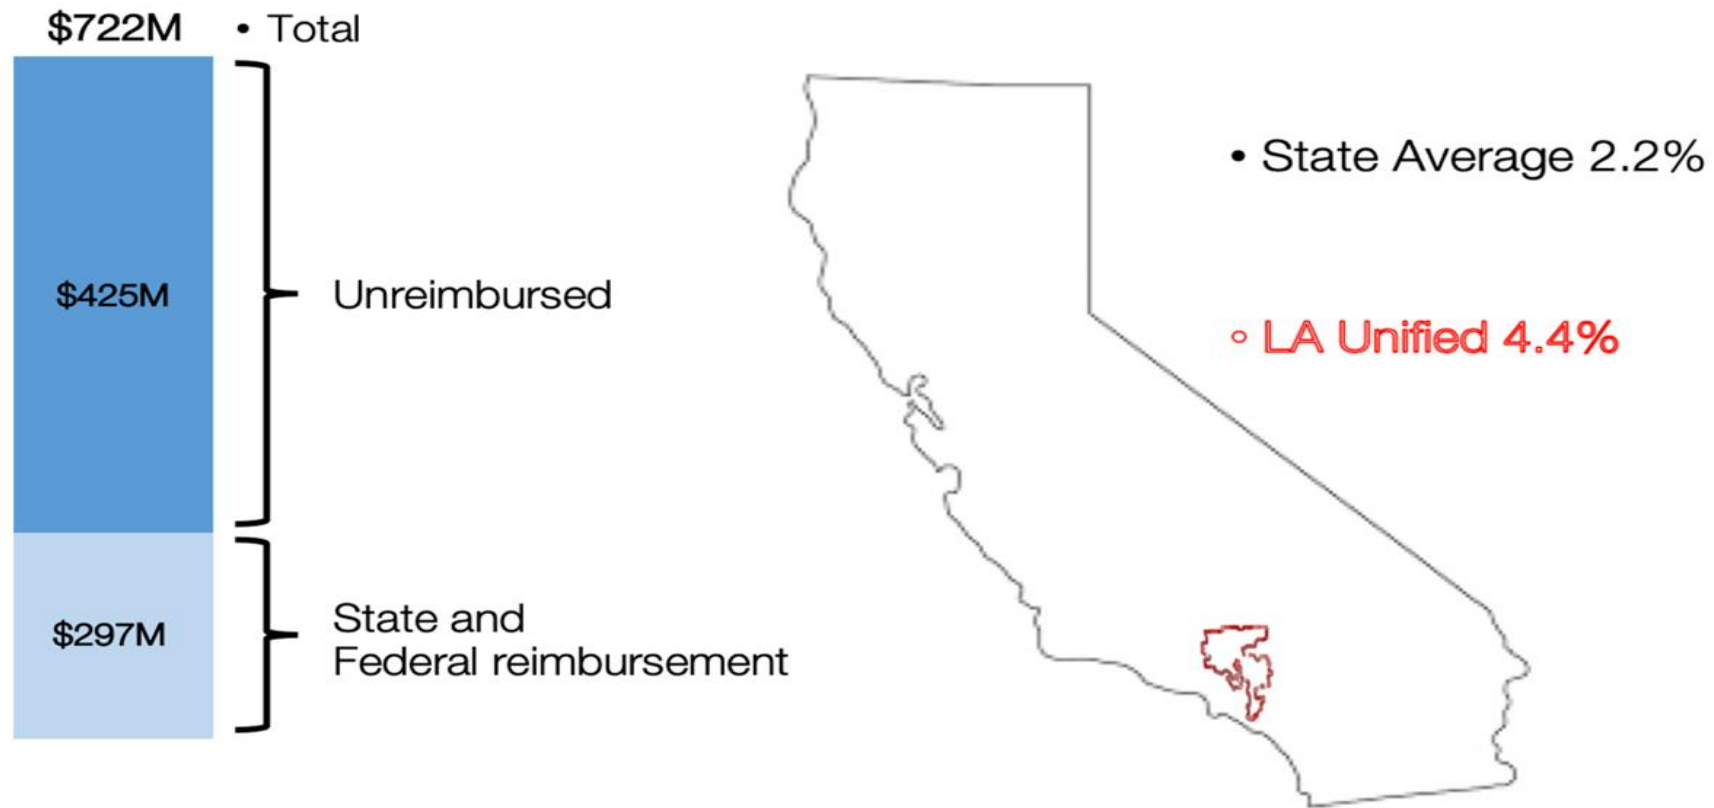 $722M • Total
$425M
Unreimbursed
$297M
State and
Federal reimbursement
• State Average 2.2%
◦ LA Unified 4.4%